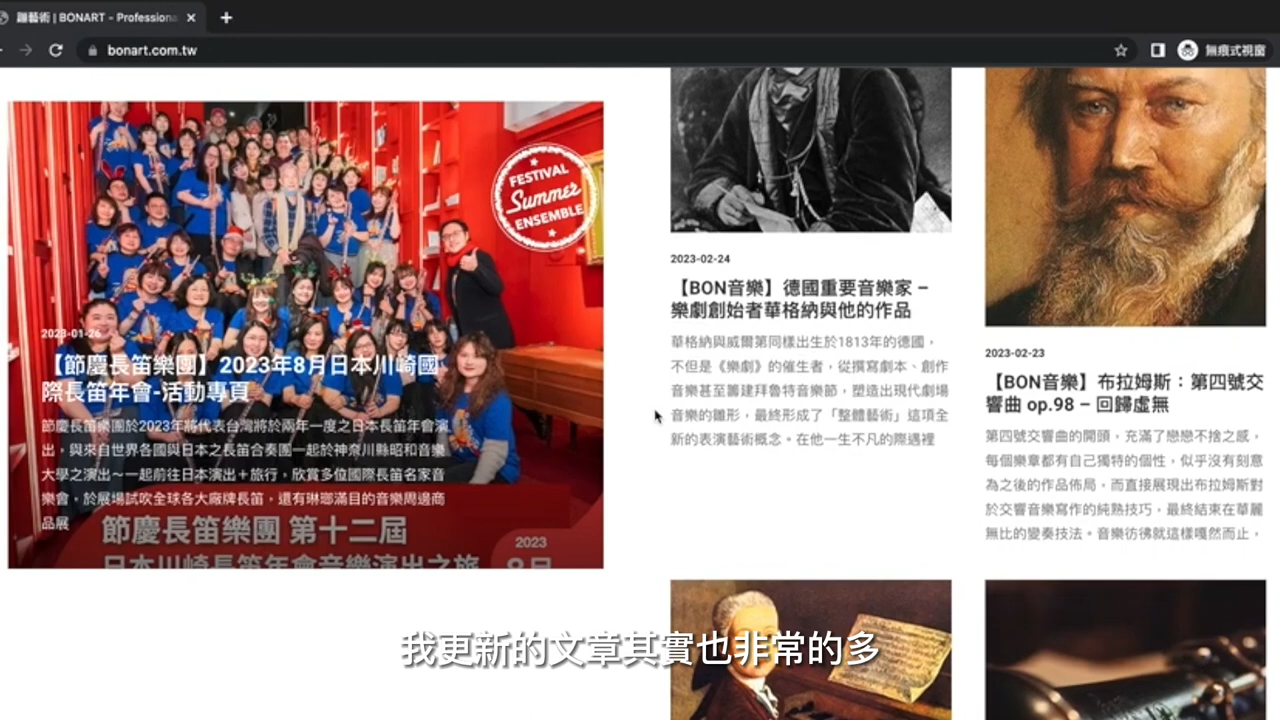 蹦藝術 | BONART - Professiona
bonart.com.tw
無痕式視窗
FESTIVAL
Summer
ENSEMBLE
2023-01-26
【節慶長笛樂團】2023年8月日本川崎國
際長笛年會-活動專頁
節慶長笛樂團於2023年將代表台灣將於兩年一度之日本長笛年會演
出，與來自世界各國與日本之長笛合奏團一起於神奈川縣昭和音樂
大學之演出～一起前往日本演出＋旅行，欣賞多位國際長笛名家音
樂會，於展場試吹全球各大廠牌長笛，還有琳瑯滿目的音樂周邊商
品展
節慶長笛樂團 第十二屆
日本川崎長笛年會音樂演出之旅
2023
8月
2023-02-24
【BON音樂】德國重要音樂家 –
樂劇創始者華格納與他的作品
華格納與威爾第同樣出生於1813年的德國，
不但是《樂劇》的催生者，從撰寫劇本、創作
音樂甚至籌建拜魯特音樂節，塑造出現代劇場
音樂的雛形，最終形成了「整體藝術」這項全
新的表演藝術概念。在他一生不凡的際遇裡
2023-02-23
【BON音樂】布拉姆斯：第四號交
響曲 op.98 – 回歸虛無
第四號交響曲的開頭，充滿了戀戀不捨之感，
每個樂章都有自己獨特的個性，似乎沒有刻意
為之後的作品佈局，而直接展現出布拉姆斯對
於交響音樂寫作的純熟技巧，最終結束在華麗
無比的變奏技法。音樂彷彿就這樣嘎然而止，
我更新的文章其實也非常的多